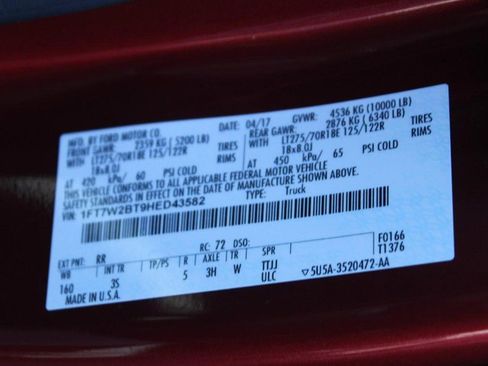 MFD. BY FORD MOTOR CO. DATE: 04/17 GVWR: 4536 KG (10000 LB)
FRONT GAWR: 2359 KG (5200 LB) REAR GAWR: 2876 KG (6340 LB)
WITH LT275/70R18E 125/122R TIRES WITH LT275/70R18E 125/122R TIRES
18x8.0J RIMS 18x8.0J RIMS
AT 420 kPa/ 60 PSI COLD AT 450 kPa/ 65 PSI COLD
THIS VEHICLE CONFORMS TO ALL APPLICABLE FEDERAL MOTOR VEHICLE
SAFETY STANDARDS IN EFFECT ON THE DATE OF MANUFACTURE SHOWN ABOVE.
VIN: 1FT7W2BT9HED43582 TYPE: Truck
EXT PNT: RR RC: 72 DSO: F0166
WB INT TR TP/PS R AXLE TR SPR T1376
160 3S 5 3H W TTJJ
MADE IN U.S.A. ULC ▽5U5A-3520472-AA